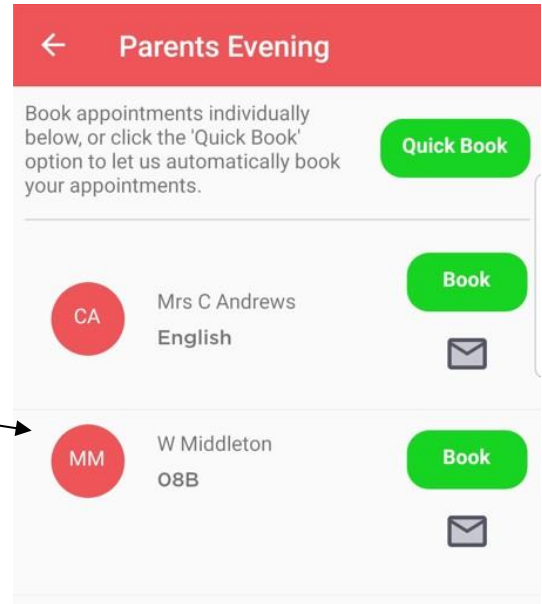 Parents Evening
Book appointments individually
below, or click the 'Quick Book'
option to let us automatically book
your appointments.
Quick Book
CA
Mrs C Andrews
English
Book
MM
W Middleton
08B
Book